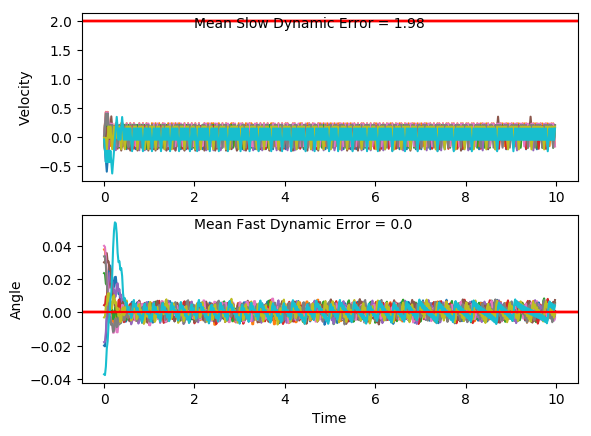 Mean Slow Dynamic Error = 1.98
2.0
1.5
1.0
0.5
0.0
−0.5
Velocity
0 2 4 6 8 10
Mean Fast Dynamic Error = 0.0
0.04
0.02
0.00
−0.02
−0.04
Angle
0 2 4 6 8 10
Time